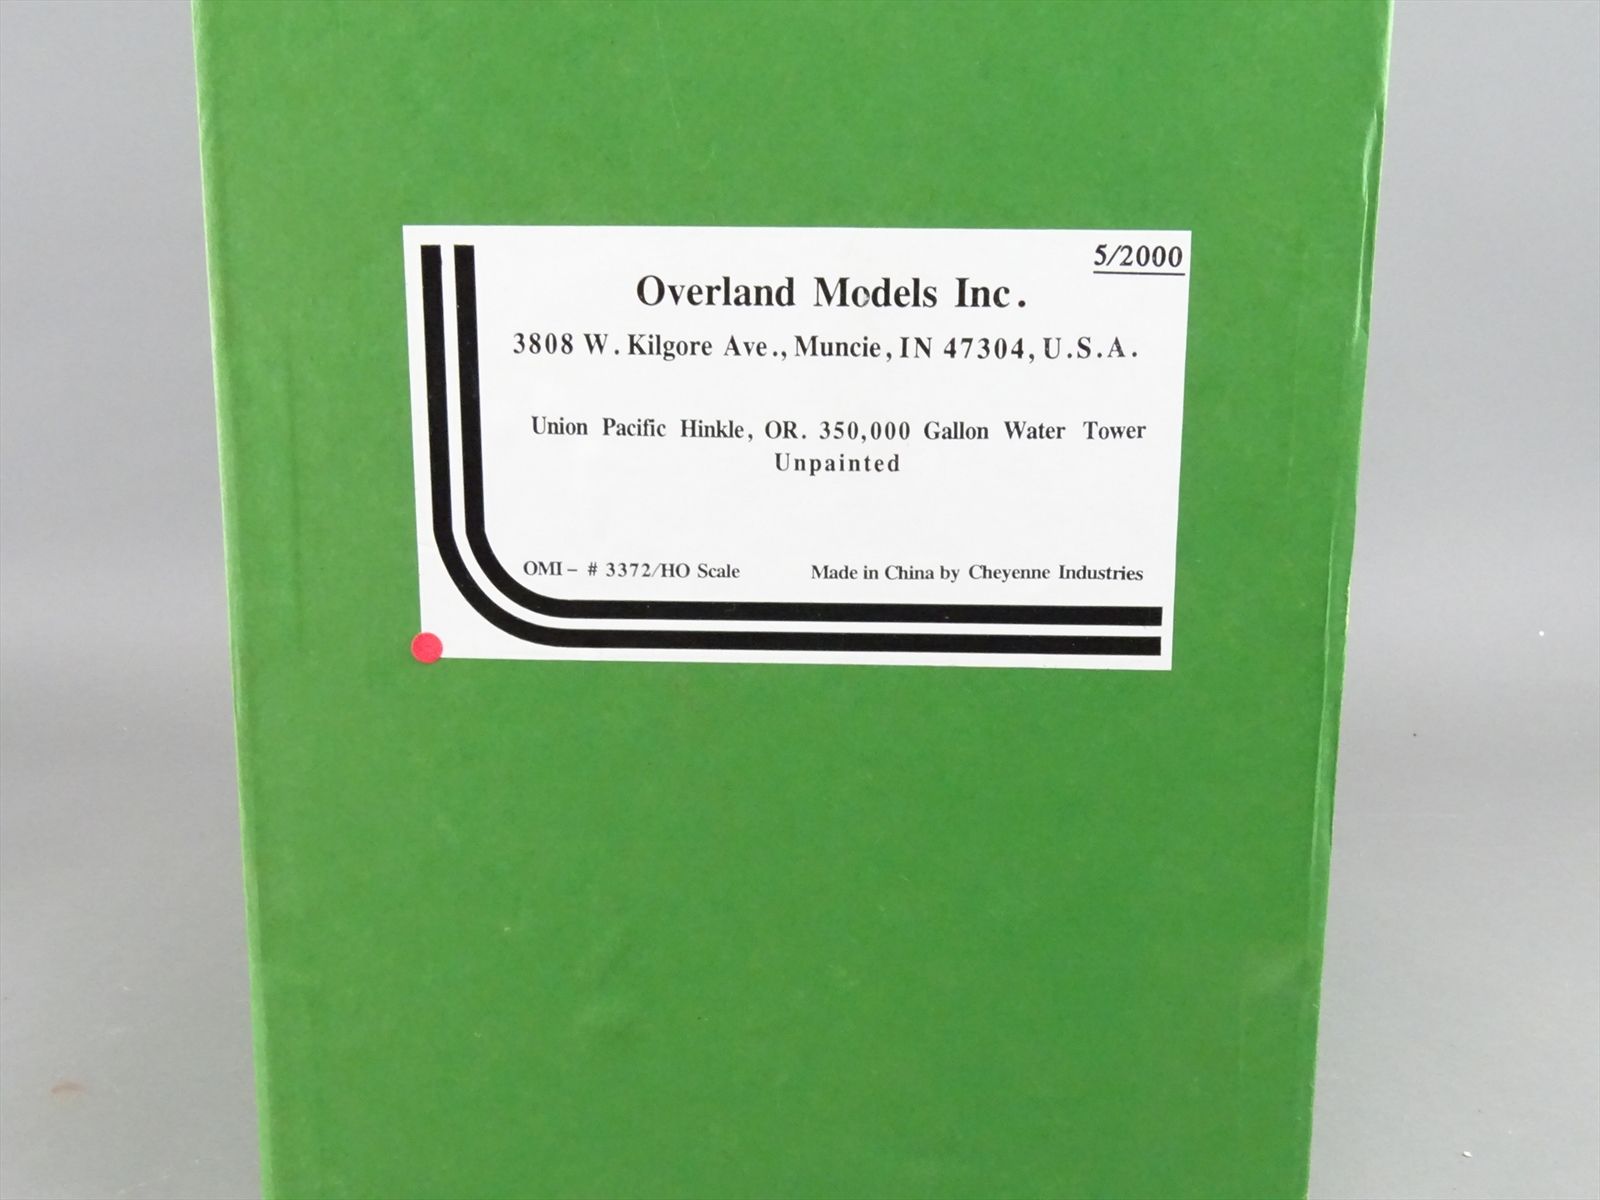 5/2000
Overland Models Inc.
3808 W. Kilgore Ave., Muncie, IN 47304, U.S.A.
Union Pacific Hinkle, OR. 350,000 Gallon Water Tower
Unpainted
OMI - # 3372/HO Scale
Made in China by Cheyenne Industries